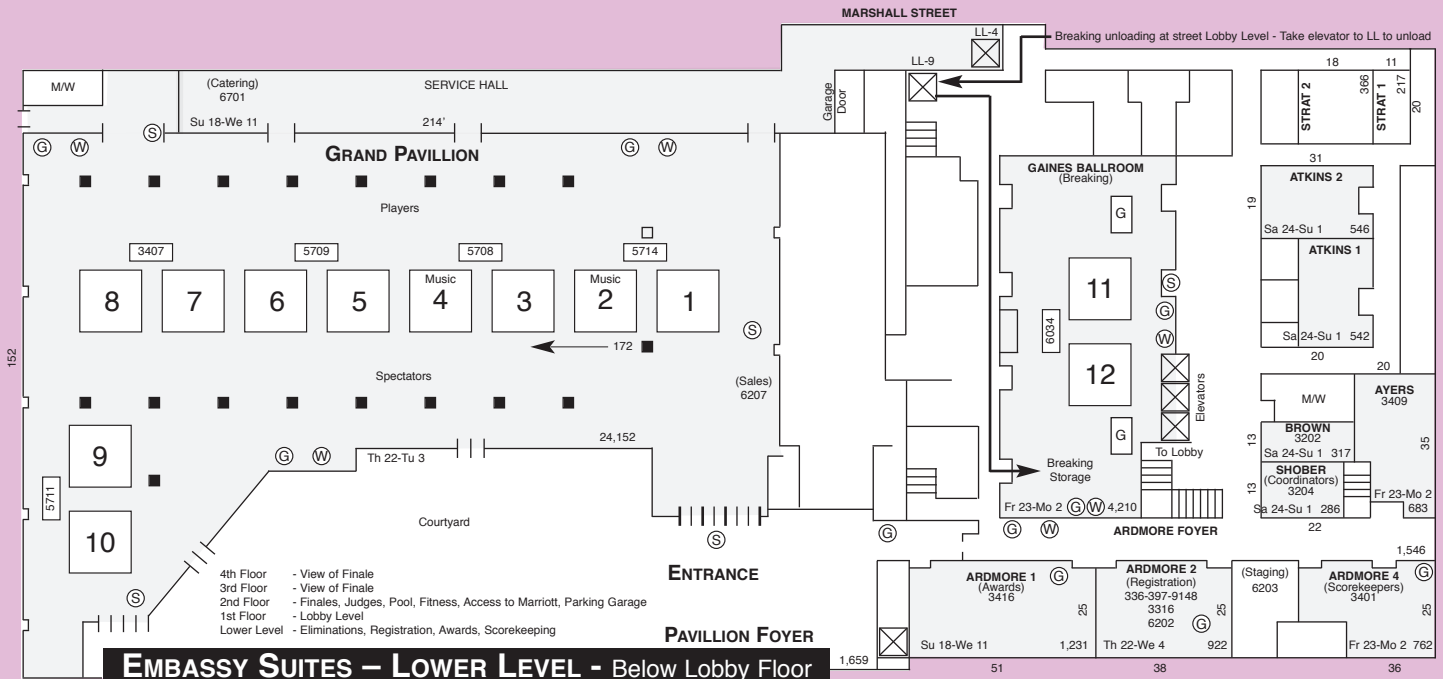 MARSHALL STREET
LL-4
Breaking unloading at street Lobby Level - Take elevator to LL to unload
LL-9
M/W
(Catering)
6701
SERVICE HALL
Garage
Door
Su 18-We 11
214'
G
W
S
G
W
GRAND PAVILLION
Players
3407
5709
5708
5714
8
7
6
5
Music
4
3
Music
2
1
S
172
152
Spectators
(Sales)
6207
24,152
Th 22-Tu 3
G
W
9
5711
10
S
Courtyard
S
G
ENTRANCE
PAVILLION FOYER
1,659
4th Floor - View of Finale
3rd Floor - View of Finale
2nd Floor - Finales, Judges, Pool, Fitness, Access to Marriott, Parking Garage
1st Floor - Lobby Level
Lower Level - Eliminations, Registration, Awards, Scorekeeping
EMBASSY SUITES – LOWER LEVEL - Below Lobby Floor
GAINES BALLROOM
(Breaking)
G
11
S
G
W
6034
12
G
Elevators
To Lobby
Breaking
Storage
Fr 23-Mo 2
G
W
4,210
G
W
ARDMORE FOYER
18
11
STRAT 2
366
STRAT 1
217
20
31
ATKINS 2
19
Sa 24-Su 1
546
ATKINS 1
Sa 24-Su 1
542
20
20
M/W
AYERS
3409
35
Fr 23-Mo 2
683
BROWN
3202
13
Sa 24-Su 1
317
SHOBER
(Coordinators)
3204
13
Sa 24-Su 1
286
22
1,546
ARDMORE 1
(Awards)
3416
G
25
Su 18-We 11
1,231
51
ARDMORE 2
(Registration)
336-397-9148
3316
6202
25
G
Th 22-We 4
922
38
(Staging)
6203
ARDMORE 4
(Scorekeepers)
3401
G
25
Fr 23-Mo 2
762
36